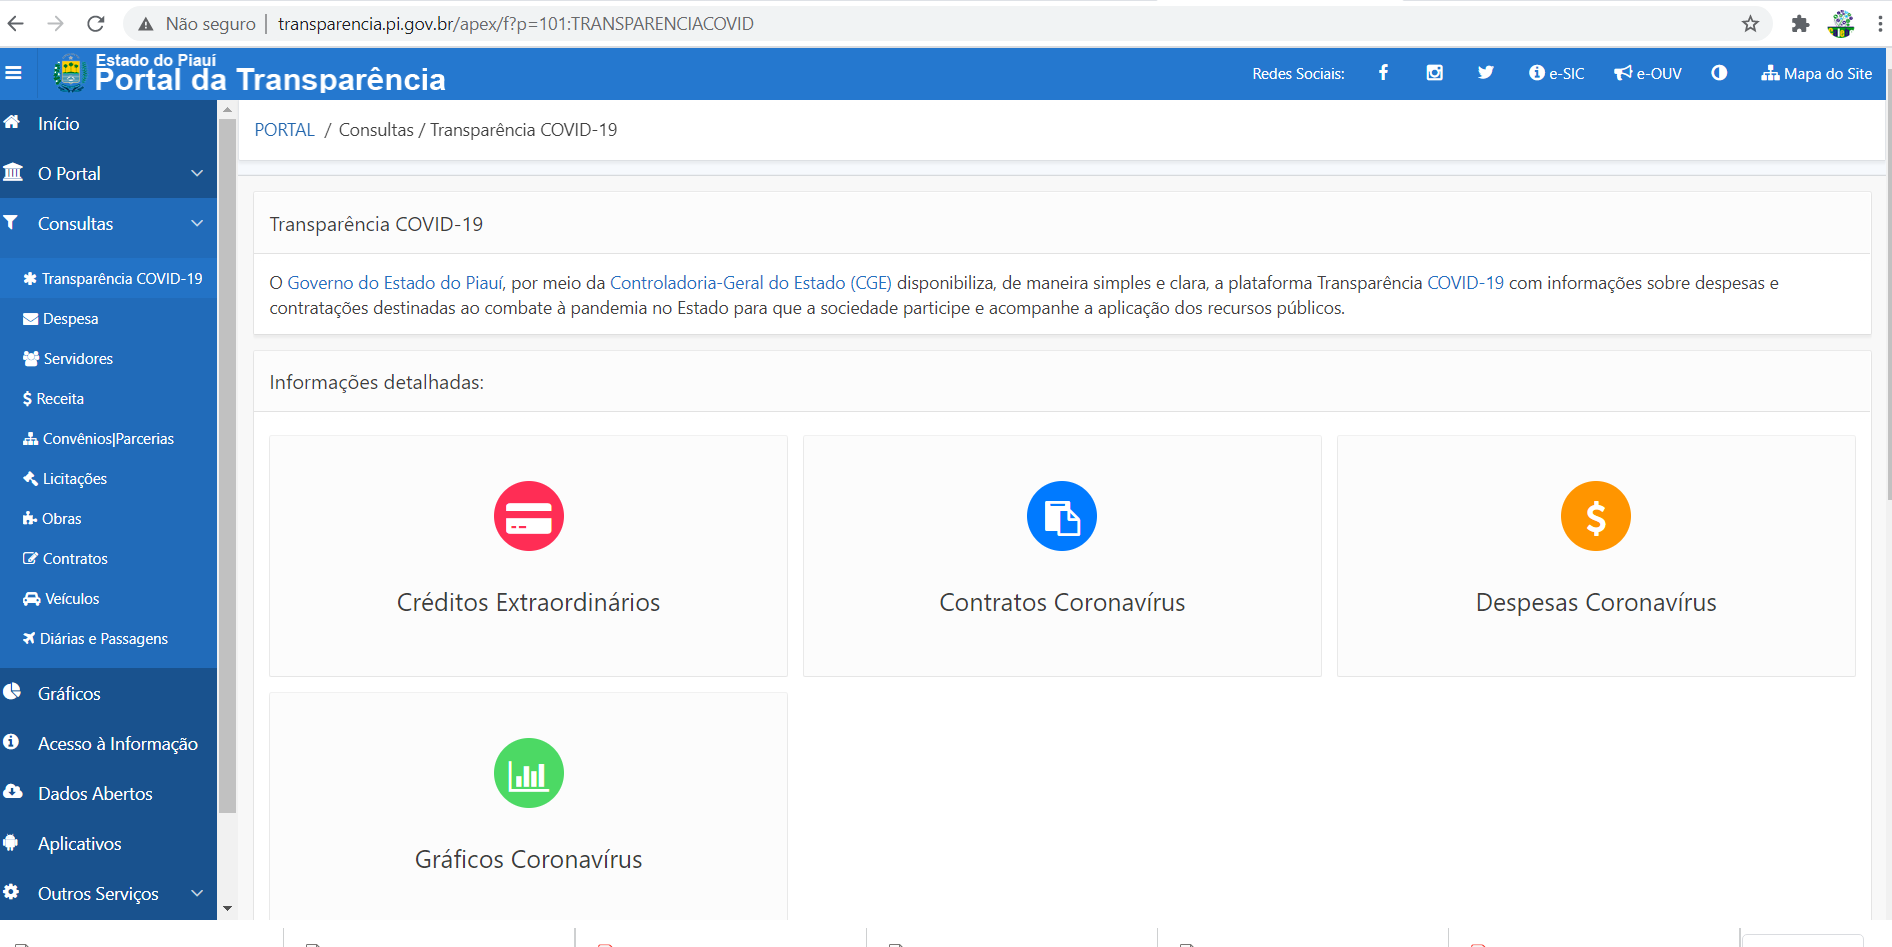 Não seguro | transparencia.pi.gov.br/apex/f?p=101:TRANSPARENCIACOVID
Estado do Piauí
Portal da Transparência
Redes Sociais:
e-SIC
e-OUV
Mapa do Site
Início
O Portal
Consultas
Transparência COVID-19
Despesa
Servidores
Receita
Convênios|Parcerias
Licitações
Obras
Contratos
Veículos
Diárias e Passagens
Gráficos
Acesso à Informação
Dados Abertos
Aplicativos
Outros Serviços
PORTAL / Consultas / Transparência COVID-19
Transparência COVID-19
O Governo do Estado do Piauí, por meio da Controladoria-Geral do Estado (CGE) disponibiliza, de maneira simples e clara, a plataforma Transparência COVID-19 com informações sobre despesas e
contratações destinadas ao combate à pandemia no Estado para que a sociedade participe e acompanhe a aplicação dos recursos públicos.
Informações detalhadas:
Créditos Extraordinários
Contratos Coronavírus
Despesas Coronavírus
Gráficos Coronavírus